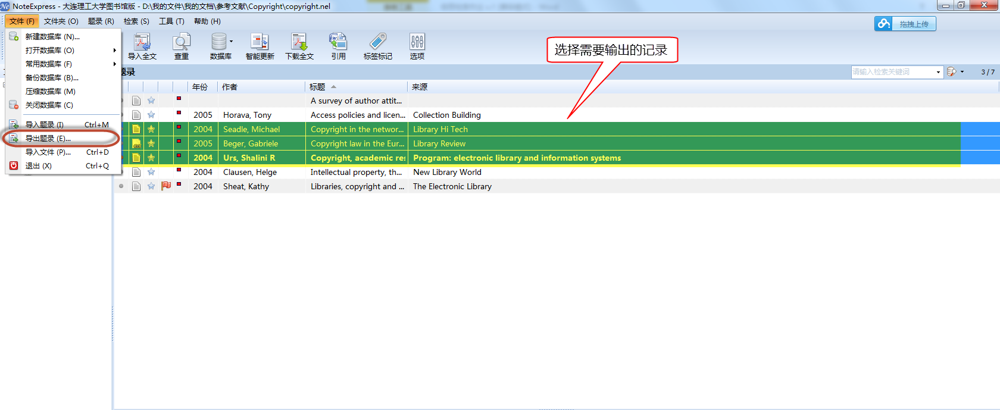 NoteExpress - 大连理工大学图书馆版 - D:\我的文件\我的文档\参考文献\Copyright\copyright.nel
文件 (F) 文件夹 (O) 题录 (R) 检索 (S) 工具 (T) 帮助 (H)
拖拽上传
新建数据库 (N)...
打开数据库 (O)
常用数据库 (F)
备份数据库 (B)...
压缩数据库 (M)
关闭数据库 (C)
导入题录 (I) Ctrl+M
导出题录 (E)...
导入文件 (P)... Ctrl+D
退出 (X) Ctrl+Q
导入全文 查重 数据库 智能更新 下载全文 引用 标签标记 选项
选择需要输出的记录
题录 请输入检索关键词 3 / 7
年份 作者 标题 来源
A survey of author attit...
2005 Horava, Tony Access policies and licen... Collection Building
2004 Seadle, Michael Copyright in the networ... Library Hi Tech
2005 Beger, Gabriele Copyright law in the Eur... Library Review
2004 Urs, Shalini R Copyright, academic res Program: electronic library and information systems
2004 Clausen, Helge Intellectual property, th... New Library World
2004 Sheat, Kathy Libraries, copyright and ... The Electronic Library